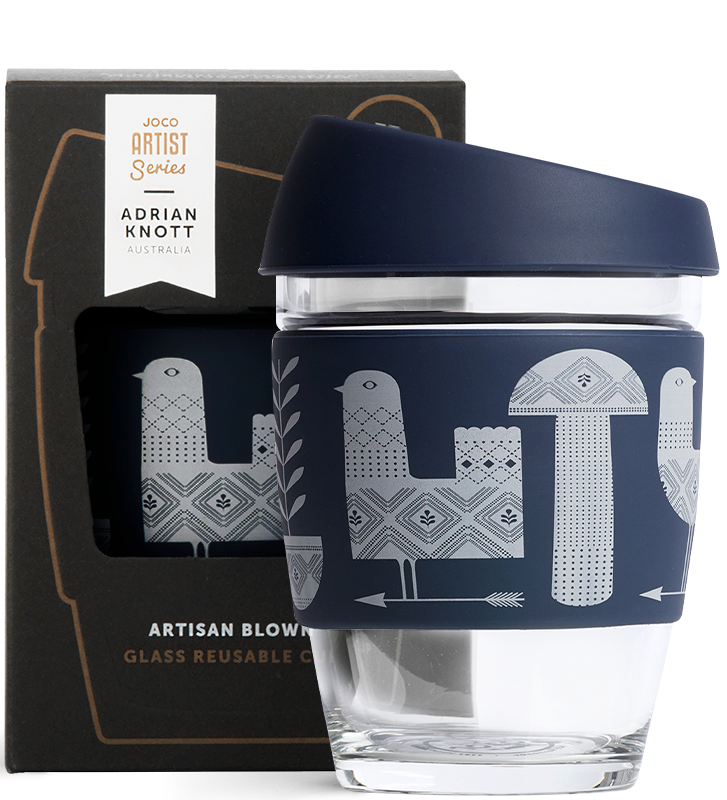 JOCO
ARTIST
Series
ADRIAN
KNOTT
AUSTRALIA
ARTISAN BLOWN
GLASS REUSABLE